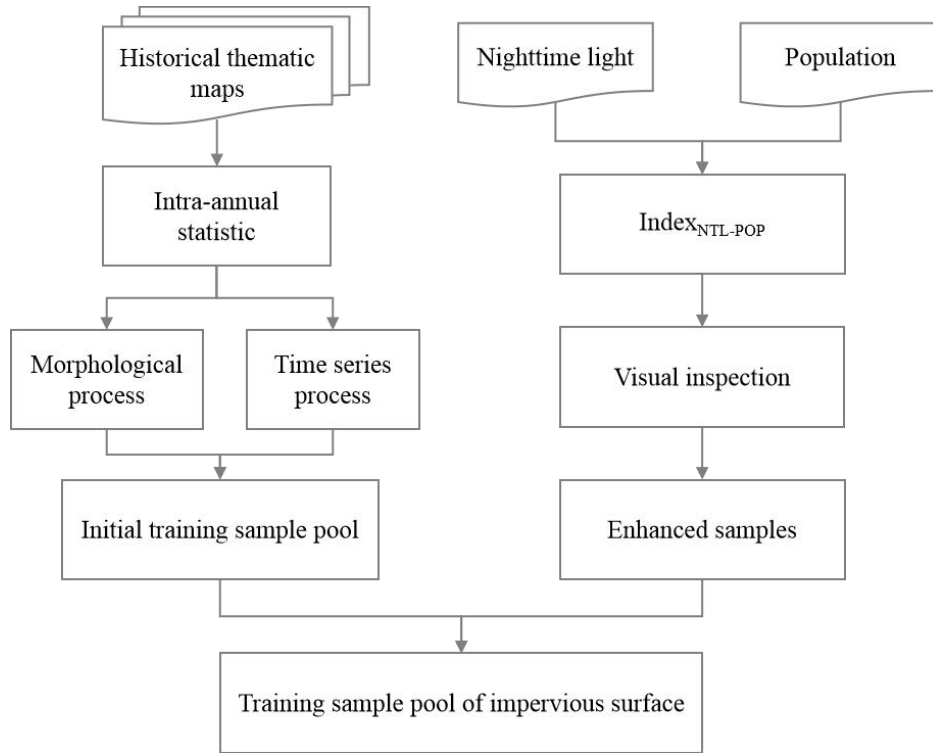 Historical thematic
maps
Nighttime light
Population
Intra-annual
statistic
Index_NTL-POP
Morphological
process
Time series
process
Visual inspection
Initial training sample pool
Enhanced samples
Training sample pool of impervious surface